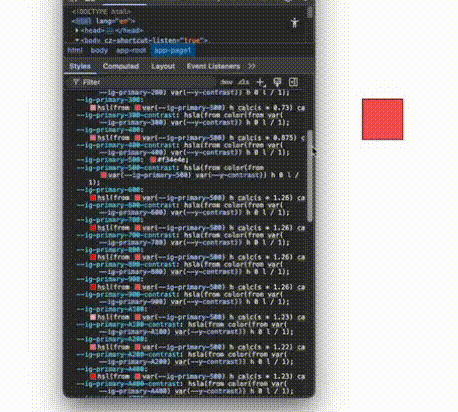 <!DOCTYPE html>
<html lang="en">
▶<head>…</head>
▼<body cz-shortcut-listen="true">
html body app-root app-page1
Styles Computed Layout Event Listeners »
Filter :hov .cls
--ig-primary-200) var(--y-contrast)) h 0 l / 1);
--ig-primary-300:
hsl(from var(--ig-primary-500) h calc(s * 0.73) c
--ig-primary-300-contrast: hsla(from color(from var(
--ig-primary-300) var(--y-contrast)) h 0 l / 1);
--ig-primary-400:
hsl(from var(--ig-primary-500) h calc(s * 0.875) c
--ig-primary-400-contrast: hsla(from color(from var(
--ig-primary-400) var(--y-contrast)) h 0 l / 1);
--ig-primary-500: #f34e4e;
--ig-primary-500-contrast: hsla(from color(from
var(--ig-primary-500) var(--y-contrast)) h 0 l /
1);
--ig-primary-600:
hsl(from var(--ig-primary-500) h calc(s * 1.26) c
--ig-primary-600-contrast: hsla(from color(from var(
--ig-primary-600) var(--y-contrast)) h 0 l / 1);
--ig-primary-700:
hsl(from var(--ig-primary-500) h calc(s * 1.26) c
--ig-primary-700-contrast: hsla(from color(from var(
--ig-primary-700) var(--y-contrast)) h 0 l / 1);
--ig-primary-800:
hsl(from var(--ig-primary-500) h calc(s * 1.26) c
--ig-primary-800-contrast: hsla(from color(from var(
--ig-primary-800) var(--y-contrast)) h 0 l / 1);
--ig-primary-900:
hsl(from var(--ig-primary-500) h calc(s * 1.26) c
--ig-primary-900-contrast: hsla(from color(from var(
--ig-primary-900) var(--y-contrast)) h 0 l / 1);
--ig-primary-A100:
hsl(from var(--ig-primary-500) h calc(s * 1.23) c
--ig-primary-A100-contrast: hsla(from color(from var(
--ig-primary-A100) var(--y-contrast)) h 0 l / 1);
--ig-primary-A200:
hsl(from var(--ig-primary-500) h calc(s * 1.22) c
--ig-primary-A200-contrast: hsla(from color(from var(
--ig-primary-A200) var(--y-contrast)) h 0 l / 1);
--ig-primary-A400:
hsl(from var(--ig-primary-500) h calc(s * 1.23) c
--ig-primary-A400-contrast: hsla(from color(from var(
--ig-primary-A400) var(--y-contrast)) h 0 l / 1);